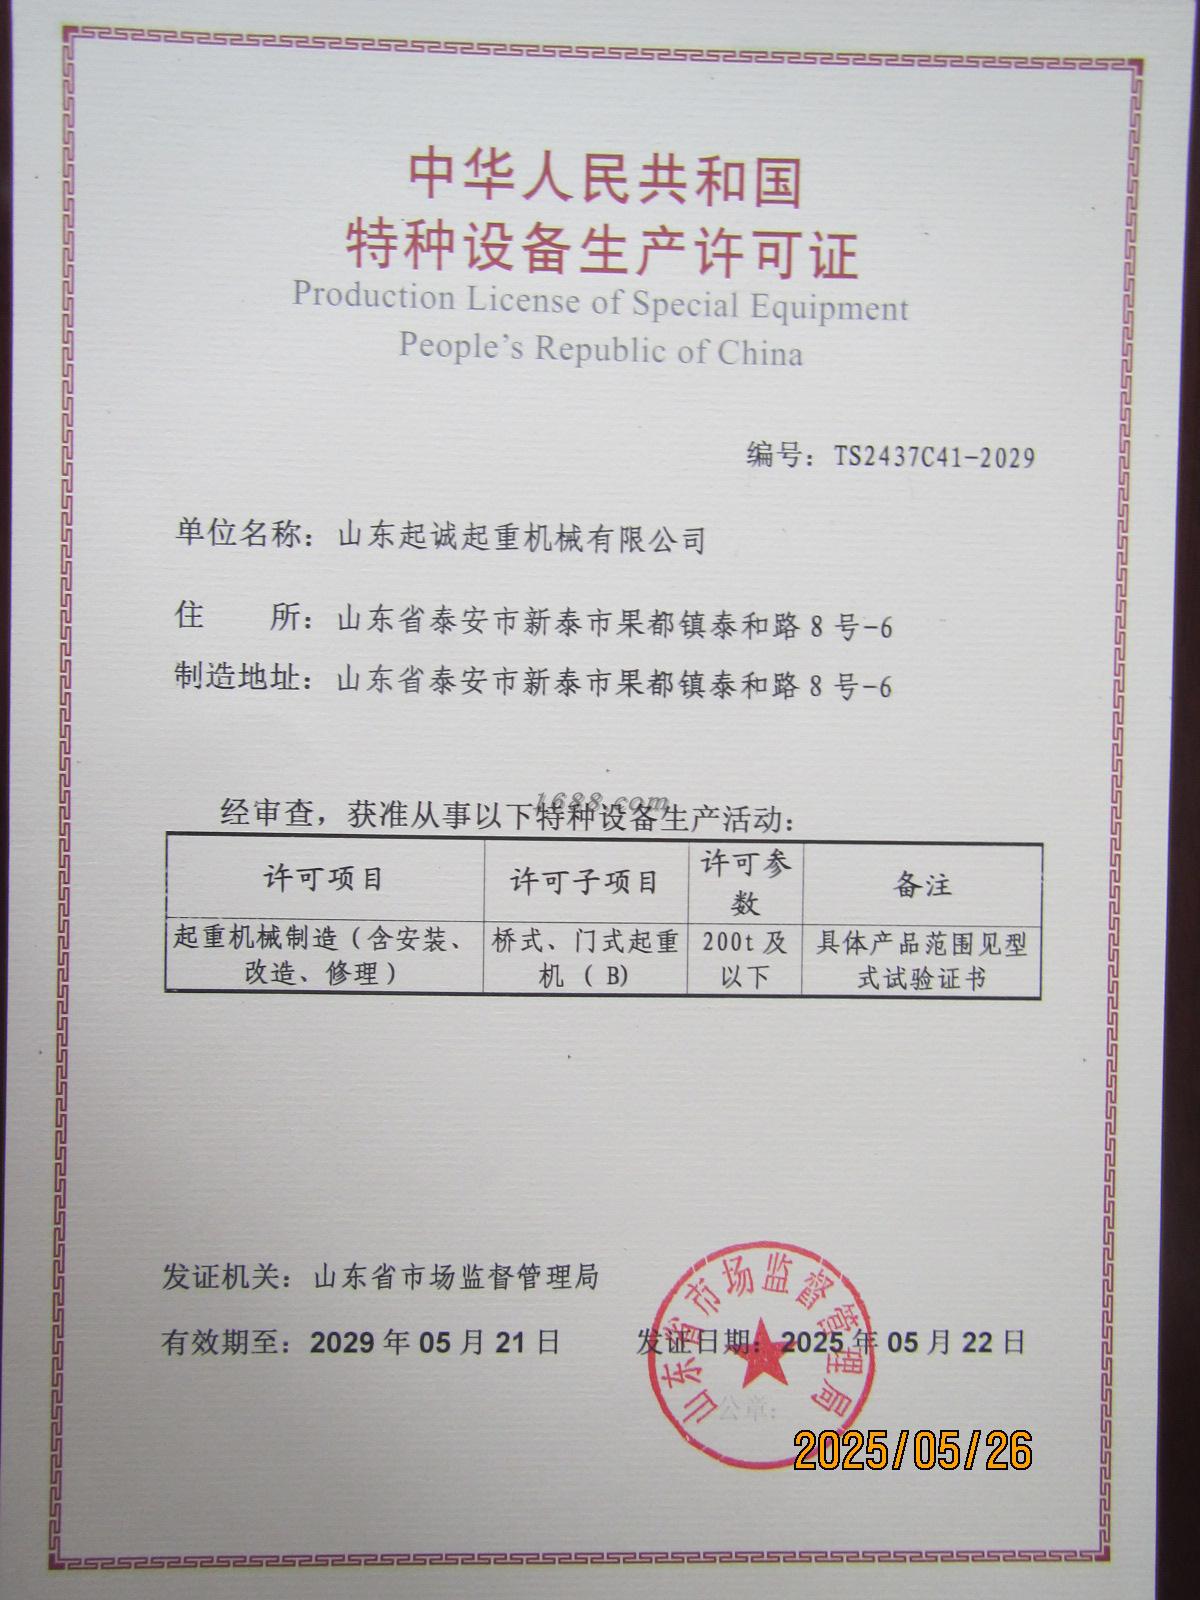 中华人民共和国
特种设备生产许可证
Production License of Special Equipment
People's Republic of China
编号：TS2437C41-2029
单位名称：山东起诚起重机械有限公司
住　　所：山东省泰安市新泰市果都镇泰和路8号-6
制造地址：山东省泰安市新泰市果都镇泰和路8号-6
1688.com
经审查，获准从事以下特种设备生产活动：
许可项目 许可子项目 许可参数 备注
起重机械制造（含安装、 桥式、门式起重 200t及 具体产品范围见型
改造、修理） 机（B） 以下 式试验证书
发证机关：山东省市场监督管理局
有效期至：2029年05月21日 发证日期：2025年05月22日
山东省市场监督管理局
公章：
2025/05/26